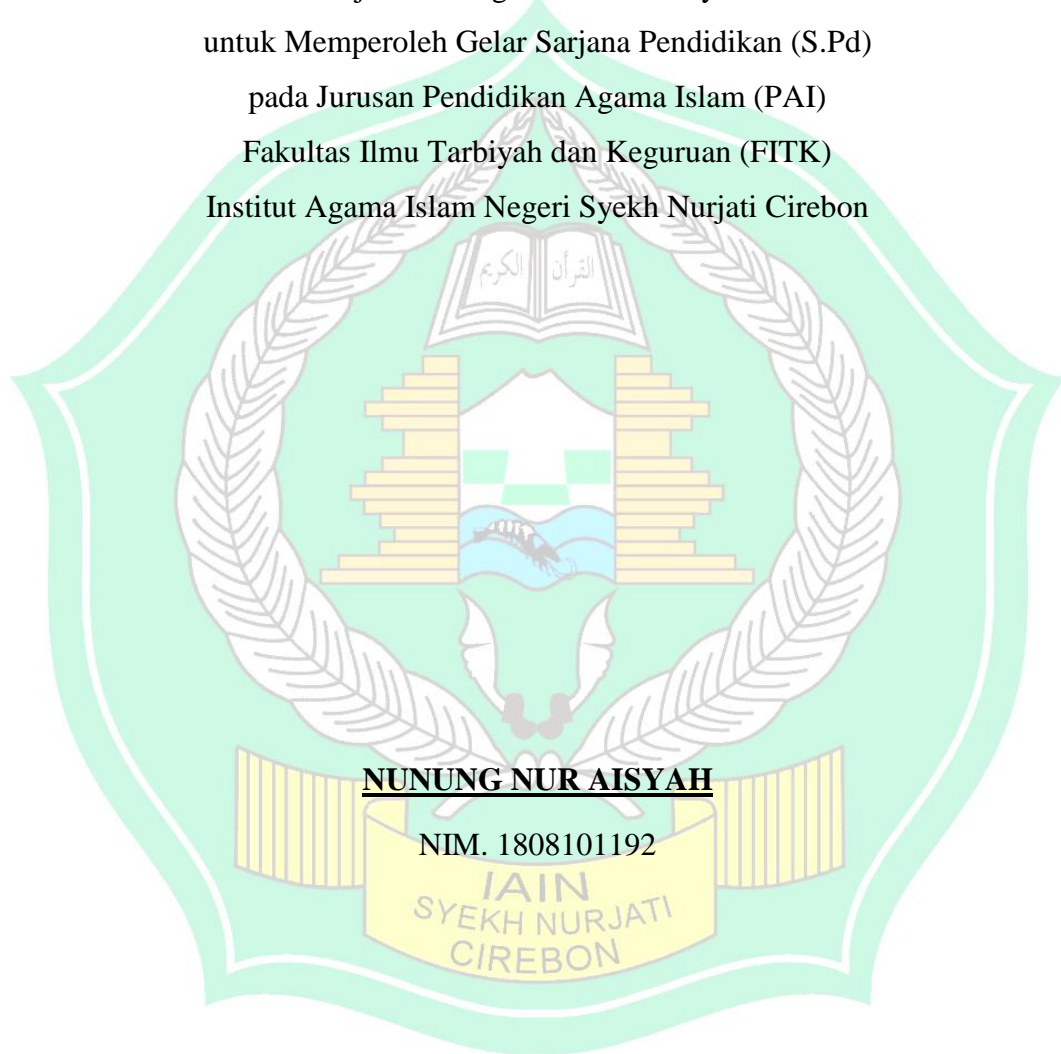 untuk Memperoleh Gelar Sarjana Pendidikan (S.Pd)
pada Jurusan Pendidikan Agama Islam (PAI)
Fakultas Ilmu Tarbiyah dan Keguruan (FITK)
Institut Agama Islam Negeri Syekh Nurjati Cirebon
القرأن الكريم
NUNUNG NUR AISYAH
NIM. 1808101192
IAIN
SYEKH NURJATI
CIREBON